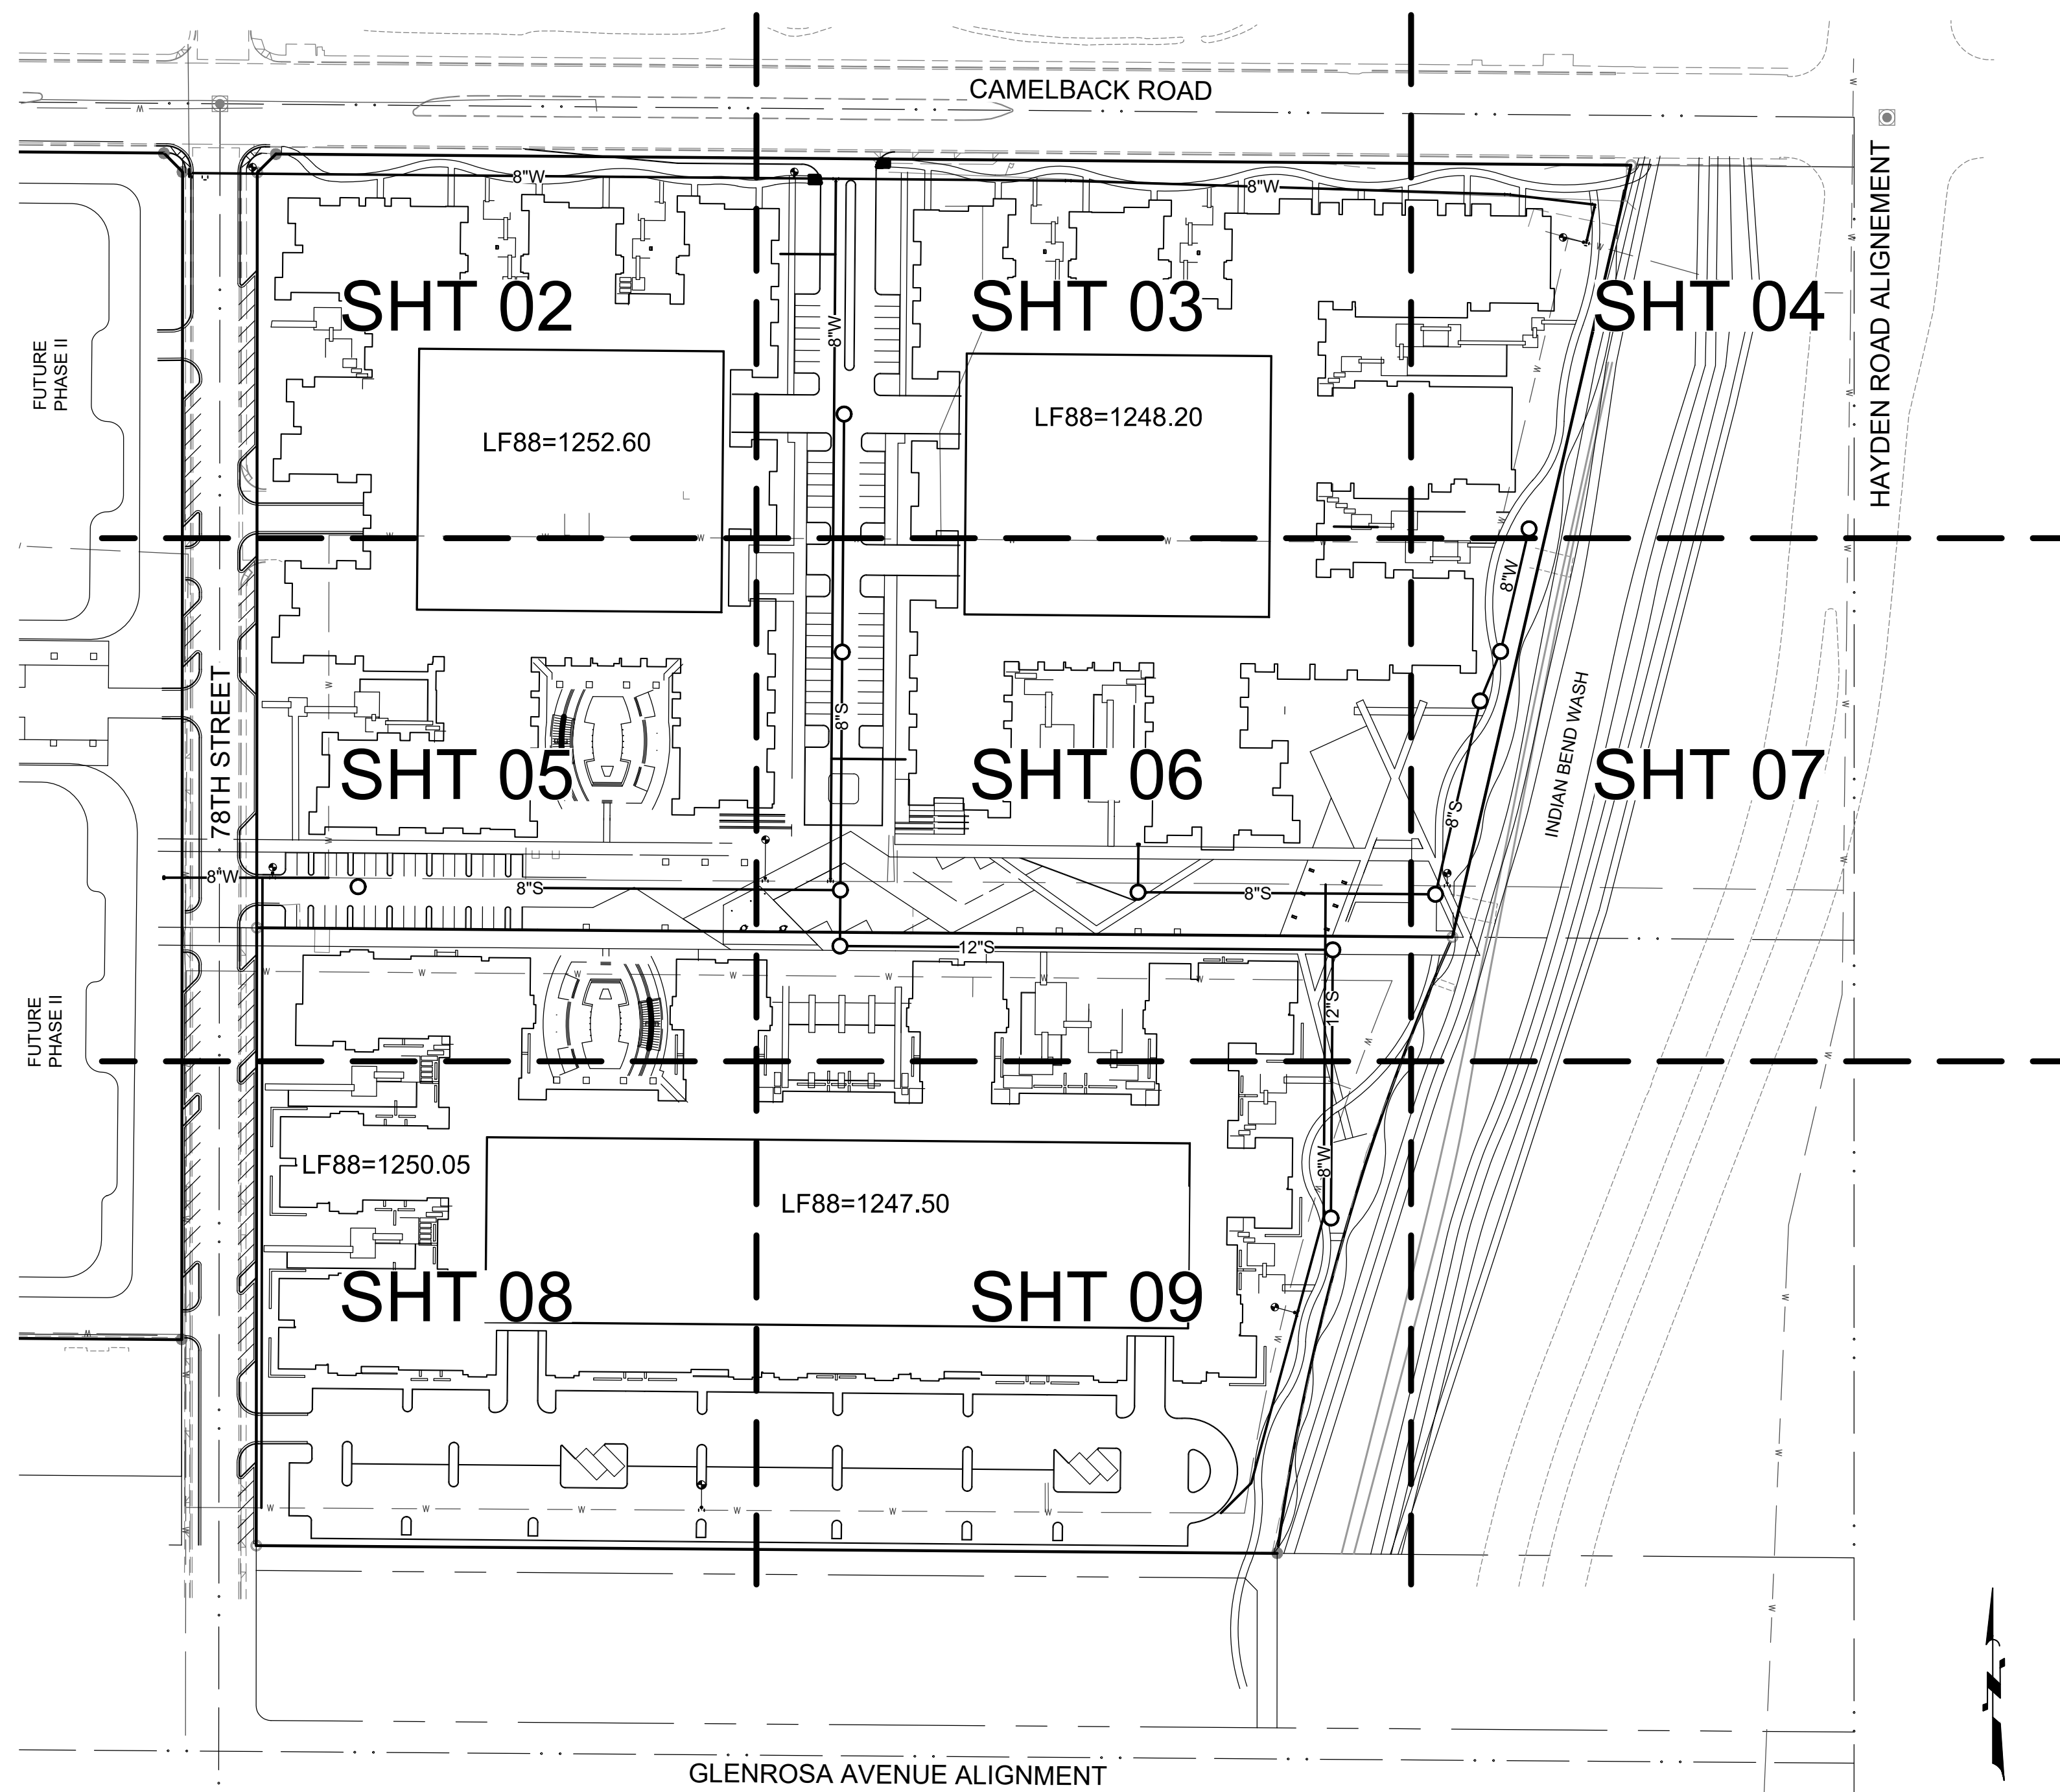 CAMELBACK ROAD
8"W
8"W
HAYDEN ROAD ALIGNEMENT
SHT 02
SHT 03
SHT 04
8"W
FUTURE
PHASE II
LF88=1252.60
LF88=1248.20
8"W
78TH STREET
8"S
INDIAN BEND WASH
SHT 05
SHT 06
SHT 07
8"S
8"W
8"S
8"S
12"S
12"S
FUTURE
PHASE II
LF88=1250.05
8"W
LF88=1247.50
SHT 08
SHT 09
GLENROSA AVENUE ALIGNMENT